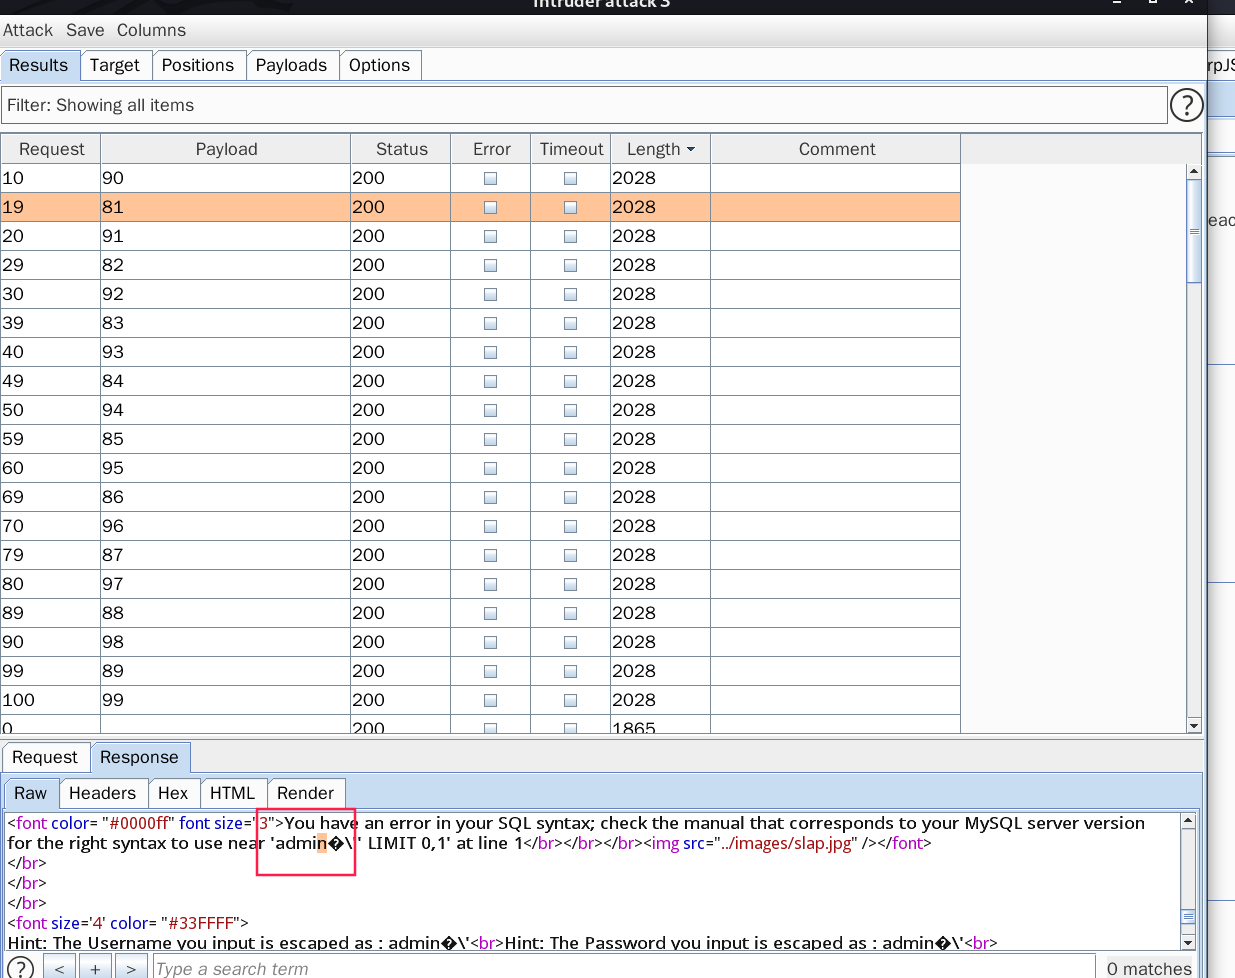 Intruder attack 3
Attack Save Columns
Results Target Positions Payloads Options
Filter: Showing all items
?
Request Payload Status Error Timeout Length Comment
10 90 200 2028
19 81 200 2028
20 91 200 2028
29 82 200 2028
30 92 200 2028
39 83 200 2028
40 93 200 2028
49 84 200 2028
50 94 200 2028
59 85 200 2028
60 95 200 2028
69 86 200 2028
70 96 200 2028
79 87 200 2028
80 97 200 2028
89 88 200 2028
90 98 200 2028
99 89 200 2028
100 99 200 2028
0 200 1865
Request Response
Raw Headers Hex HTML Render
<font color= "#0000ff" font size="3">You have an error in your SQL syntax; check the manual that corresponds to your MySQL server version
for the right syntax to use near 'admin�\'' LIMIT 0,1' at line 1</br></br></br><img src="../images/slap.jpg" /></font>
</br>
</br>
</br>
<font size='4' color= "#33FFFF">
Hint: The Username you input is escaped as : admin�\'<br>Hint: The Password you input is escaped as : admin�\'<br>
? < + > Type a search term 0 matches